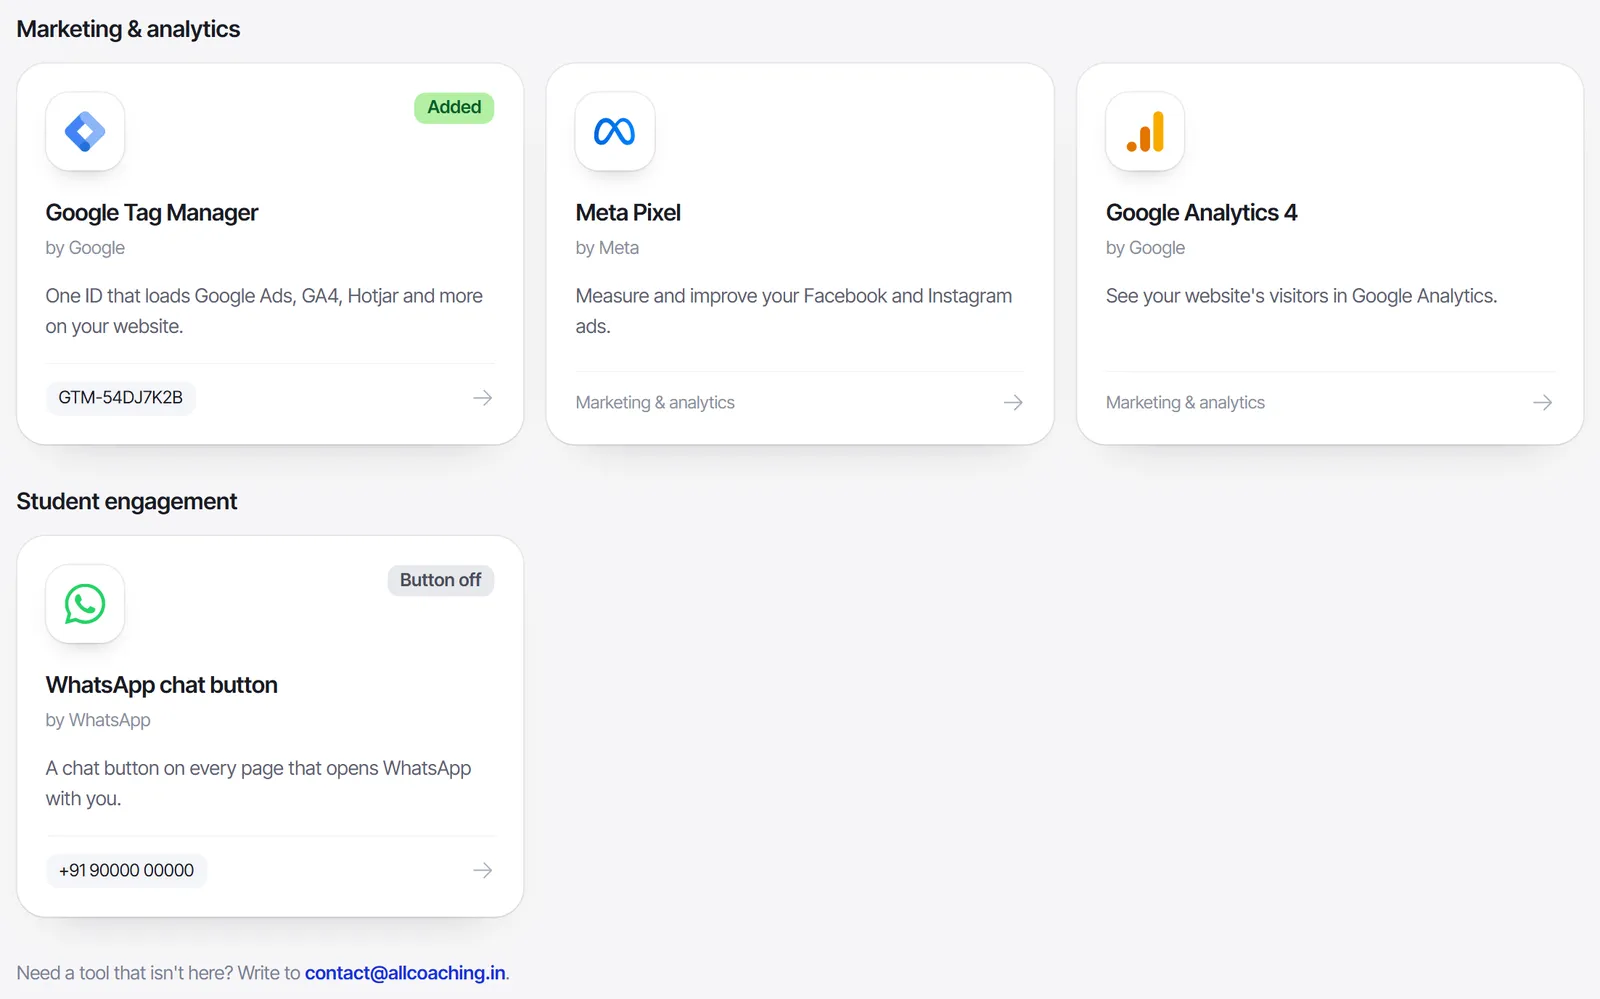 Marketing & analytics
Added
Google Tag Manager
by Google
One ID that loads Google Ads, GA4, Hotjar and more
on your website.
GTM-54DJ7K2B
Meta Pixel
by Meta
Measure and improve your Facebook and Instagram
ads.
Marketing & analytics
Google Analytics 4
by Google
See your website's visitors in Google Analytics.
Marketing & analytics
Student engagement
Button off
WhatsApp chat button
by WhatsApp
A chat button on every page that opens WhatsApp
with you.
+91 90000 00000
Need a tool that isn't here? Write to contact@allcoaching.in.